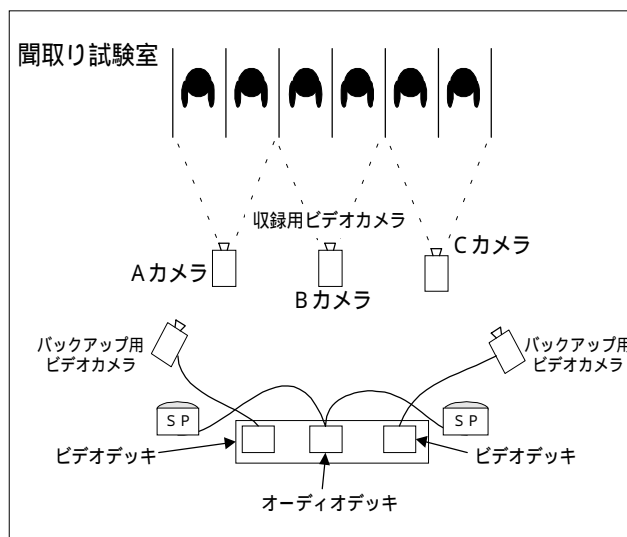 聞取り試験室
収録用ビデオカメラ
Aカメラ
Bカメラ
Cカメラ
バックアップ用
ビデオカメラ
バックアップ用
ビデオカメラ
SP
SP
ビデオデッキ
ビデオデッキ
オーディオデッキ